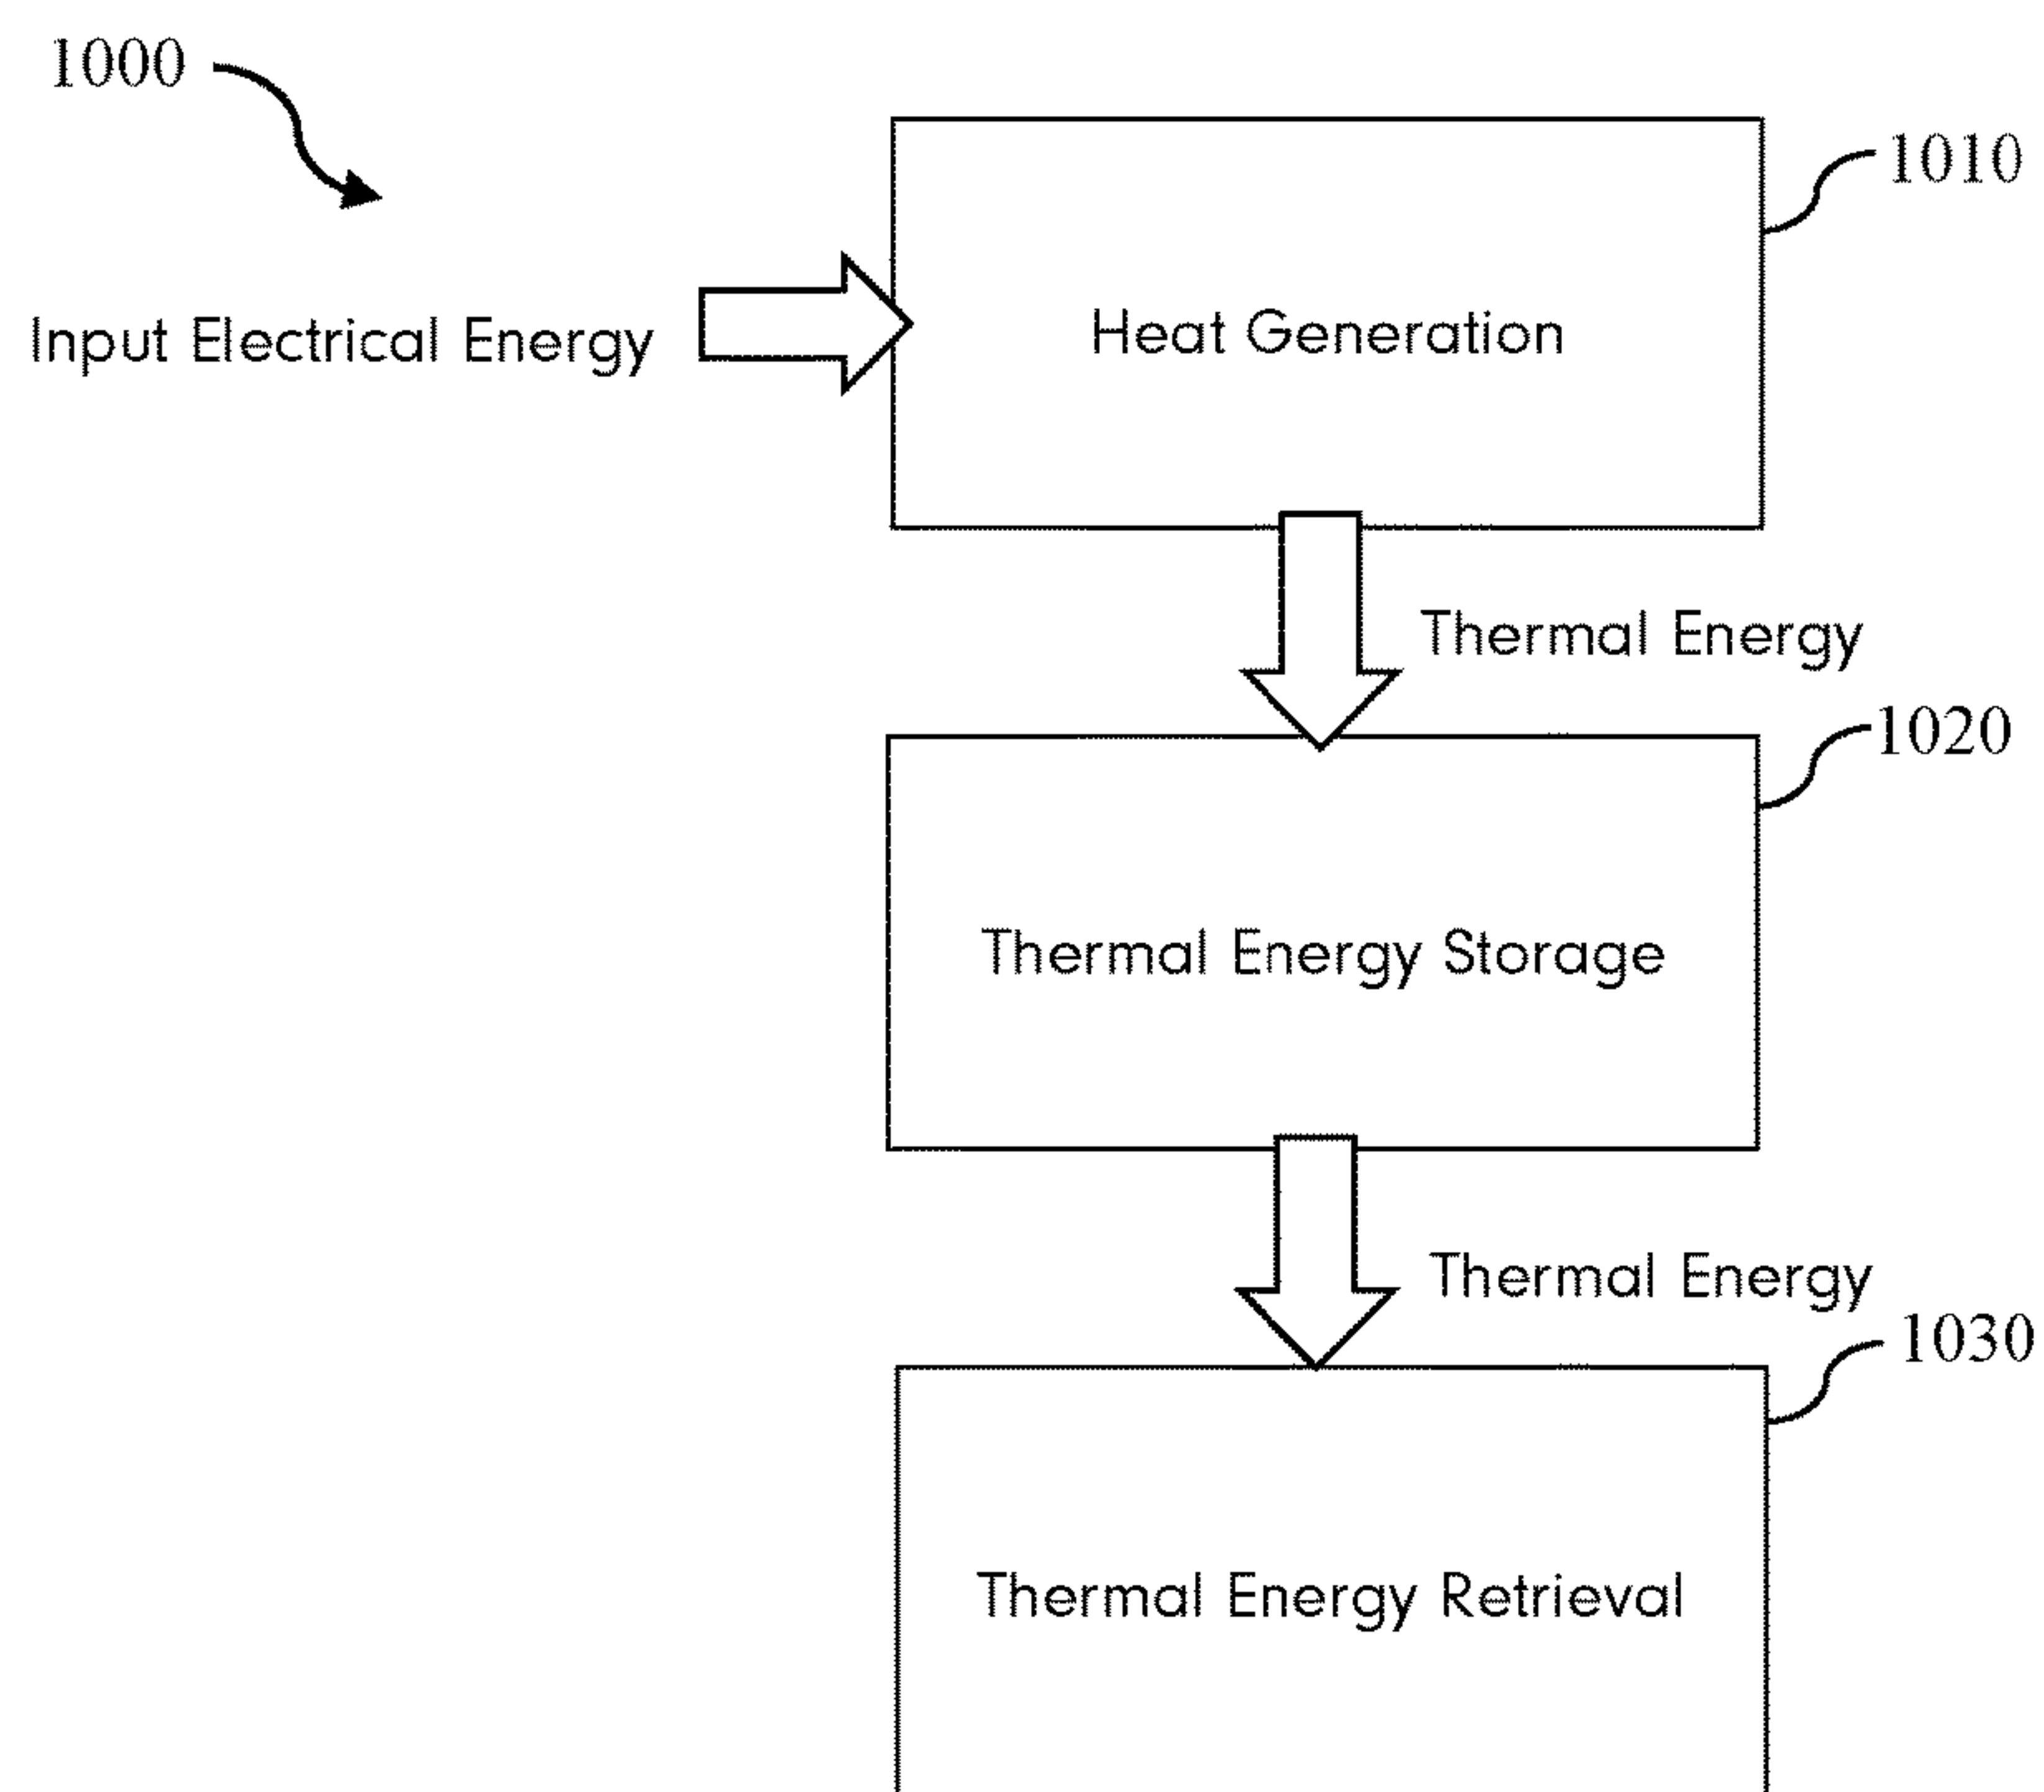 1000
1010
Input Electrical Energy
Heat Generation
Thermal Energy
1020
Thermal Energy Storage
Thermal Energy
1030
Thermal Energy Retrieval